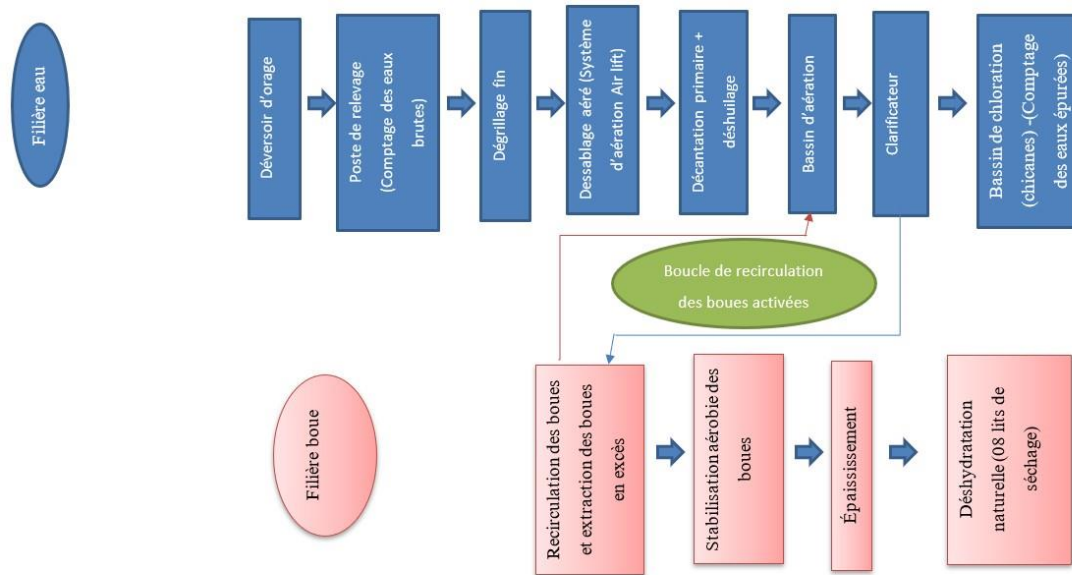 Filière eau
Déversoir d'orage
Poste de relevage
(Comptage des eaux
brutes)
Dégrillage fin
Dessablage aéré (Système
d'aération Air lift)
Décantation primaire +
déshuilage
Bassin d'aération
Clarificateur
Bassin de chloration
(chicanes) -(Comptage
des eaux épurées)
Boucle de recirculation
des boues activées
Filière boue
Recirculation des boues
et extraction des boues
en excès
Stabilisation aérobie des
boues
Épaississement
Déshydratation
naturelle (08 lits de
séchage)